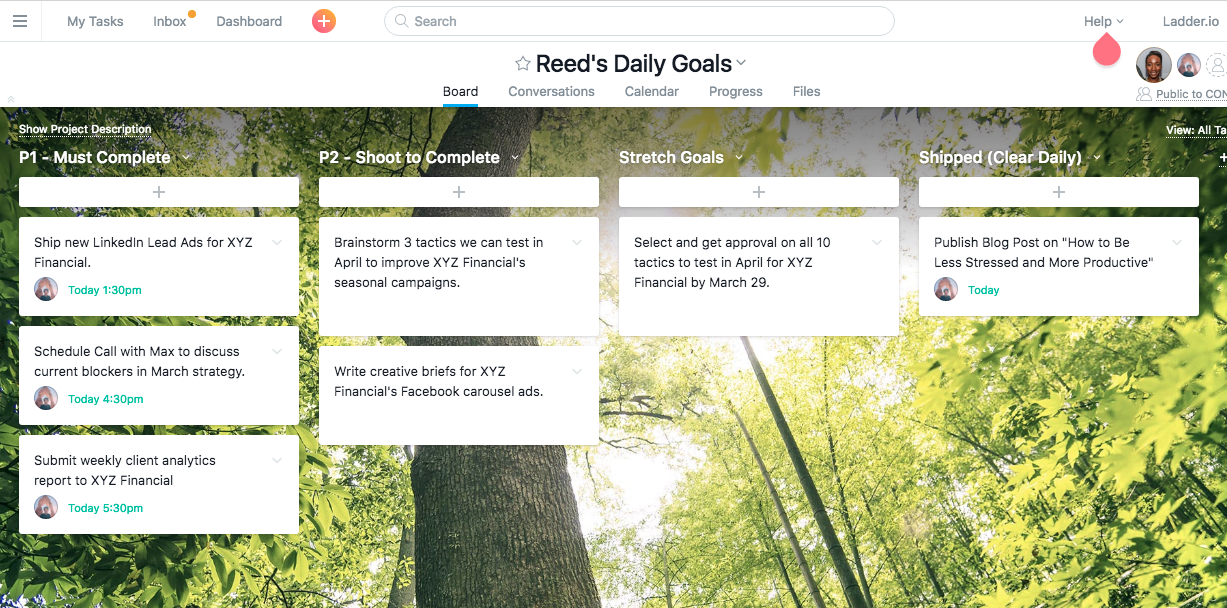 My Tasks
Inbox
Dashboard
Search
Help
Ladder.io
Reed's Daily Goals
Board
Conversations
Calendar
Progress
Files
Public to CON
Show Project Description
View: All Ta
P1 - Must Complete
Ship new LinkedIn Lead Ads for XYZ
Financial.
Today 1:30pm
Schedule Call with Max to discuss
current blockers in March strategy.
Today 4:30pm
Submit weekly client analytics
report to XYZ Financial
Today 5:30pm
P2 - Shoot to Complete
Brainstorm 3 tactics we can test in
April to improve XYZ Financial's
seasonal campaigns.
Write creative briefs for XYZ
Financial's Facebook carousel ads.
Stretch Goals
Select and get approval on all 10
tactics to test in April for XYZ
Financial by March 29.
Shipped (Clear Daily)
Publish Blog Post on "How to Be
Less Stressed and More Productive"
Today